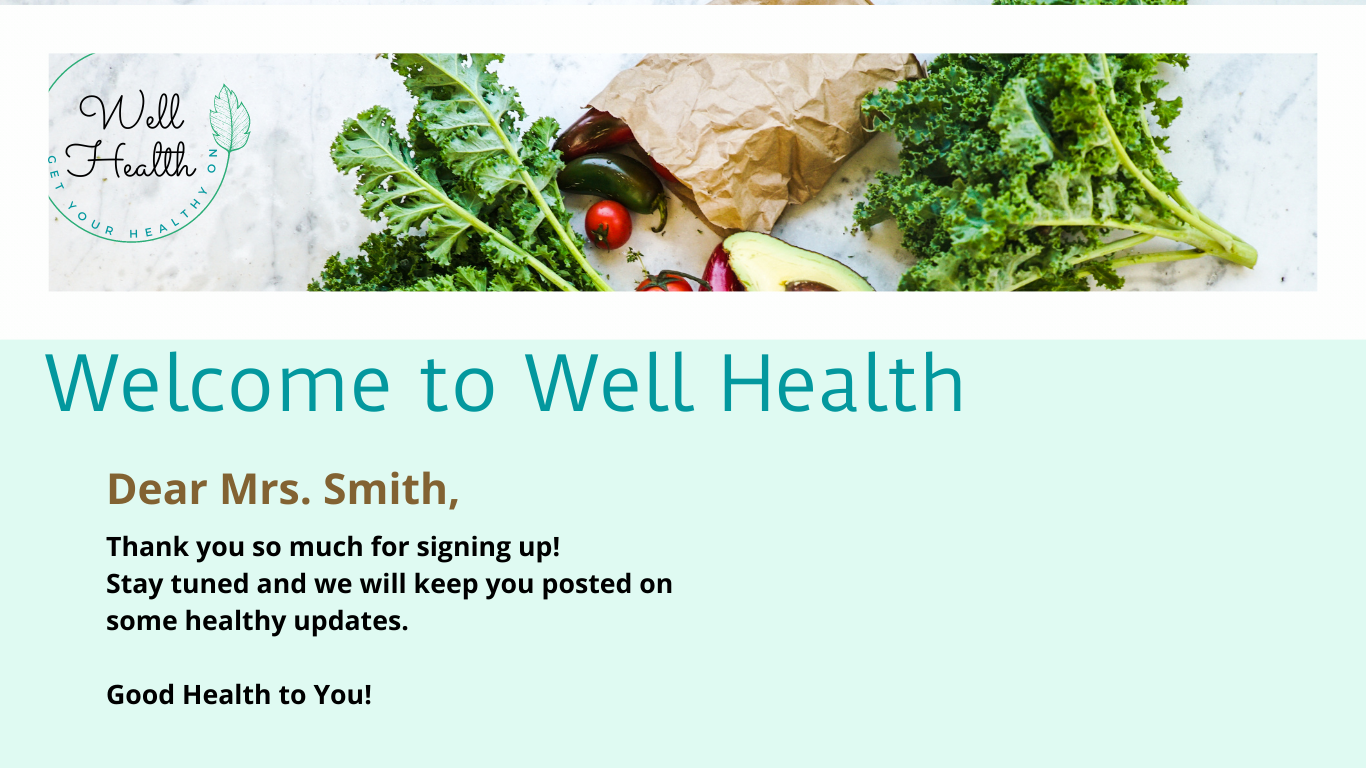 Well
Health
GET YOUR HEALTHY ON
Welcome to Well Health
Dear Mrs. Smith,
Thank you so much for signing up!
Stay tuned and we will keep you posted on
some healthy updates.
Good Health to You!